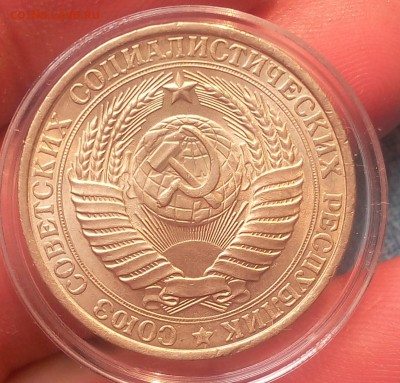 СОЮЗ СОВЕТСКИХ СОЦИАЛИСТИЧЕСКИХ РЕСПУБЛИК